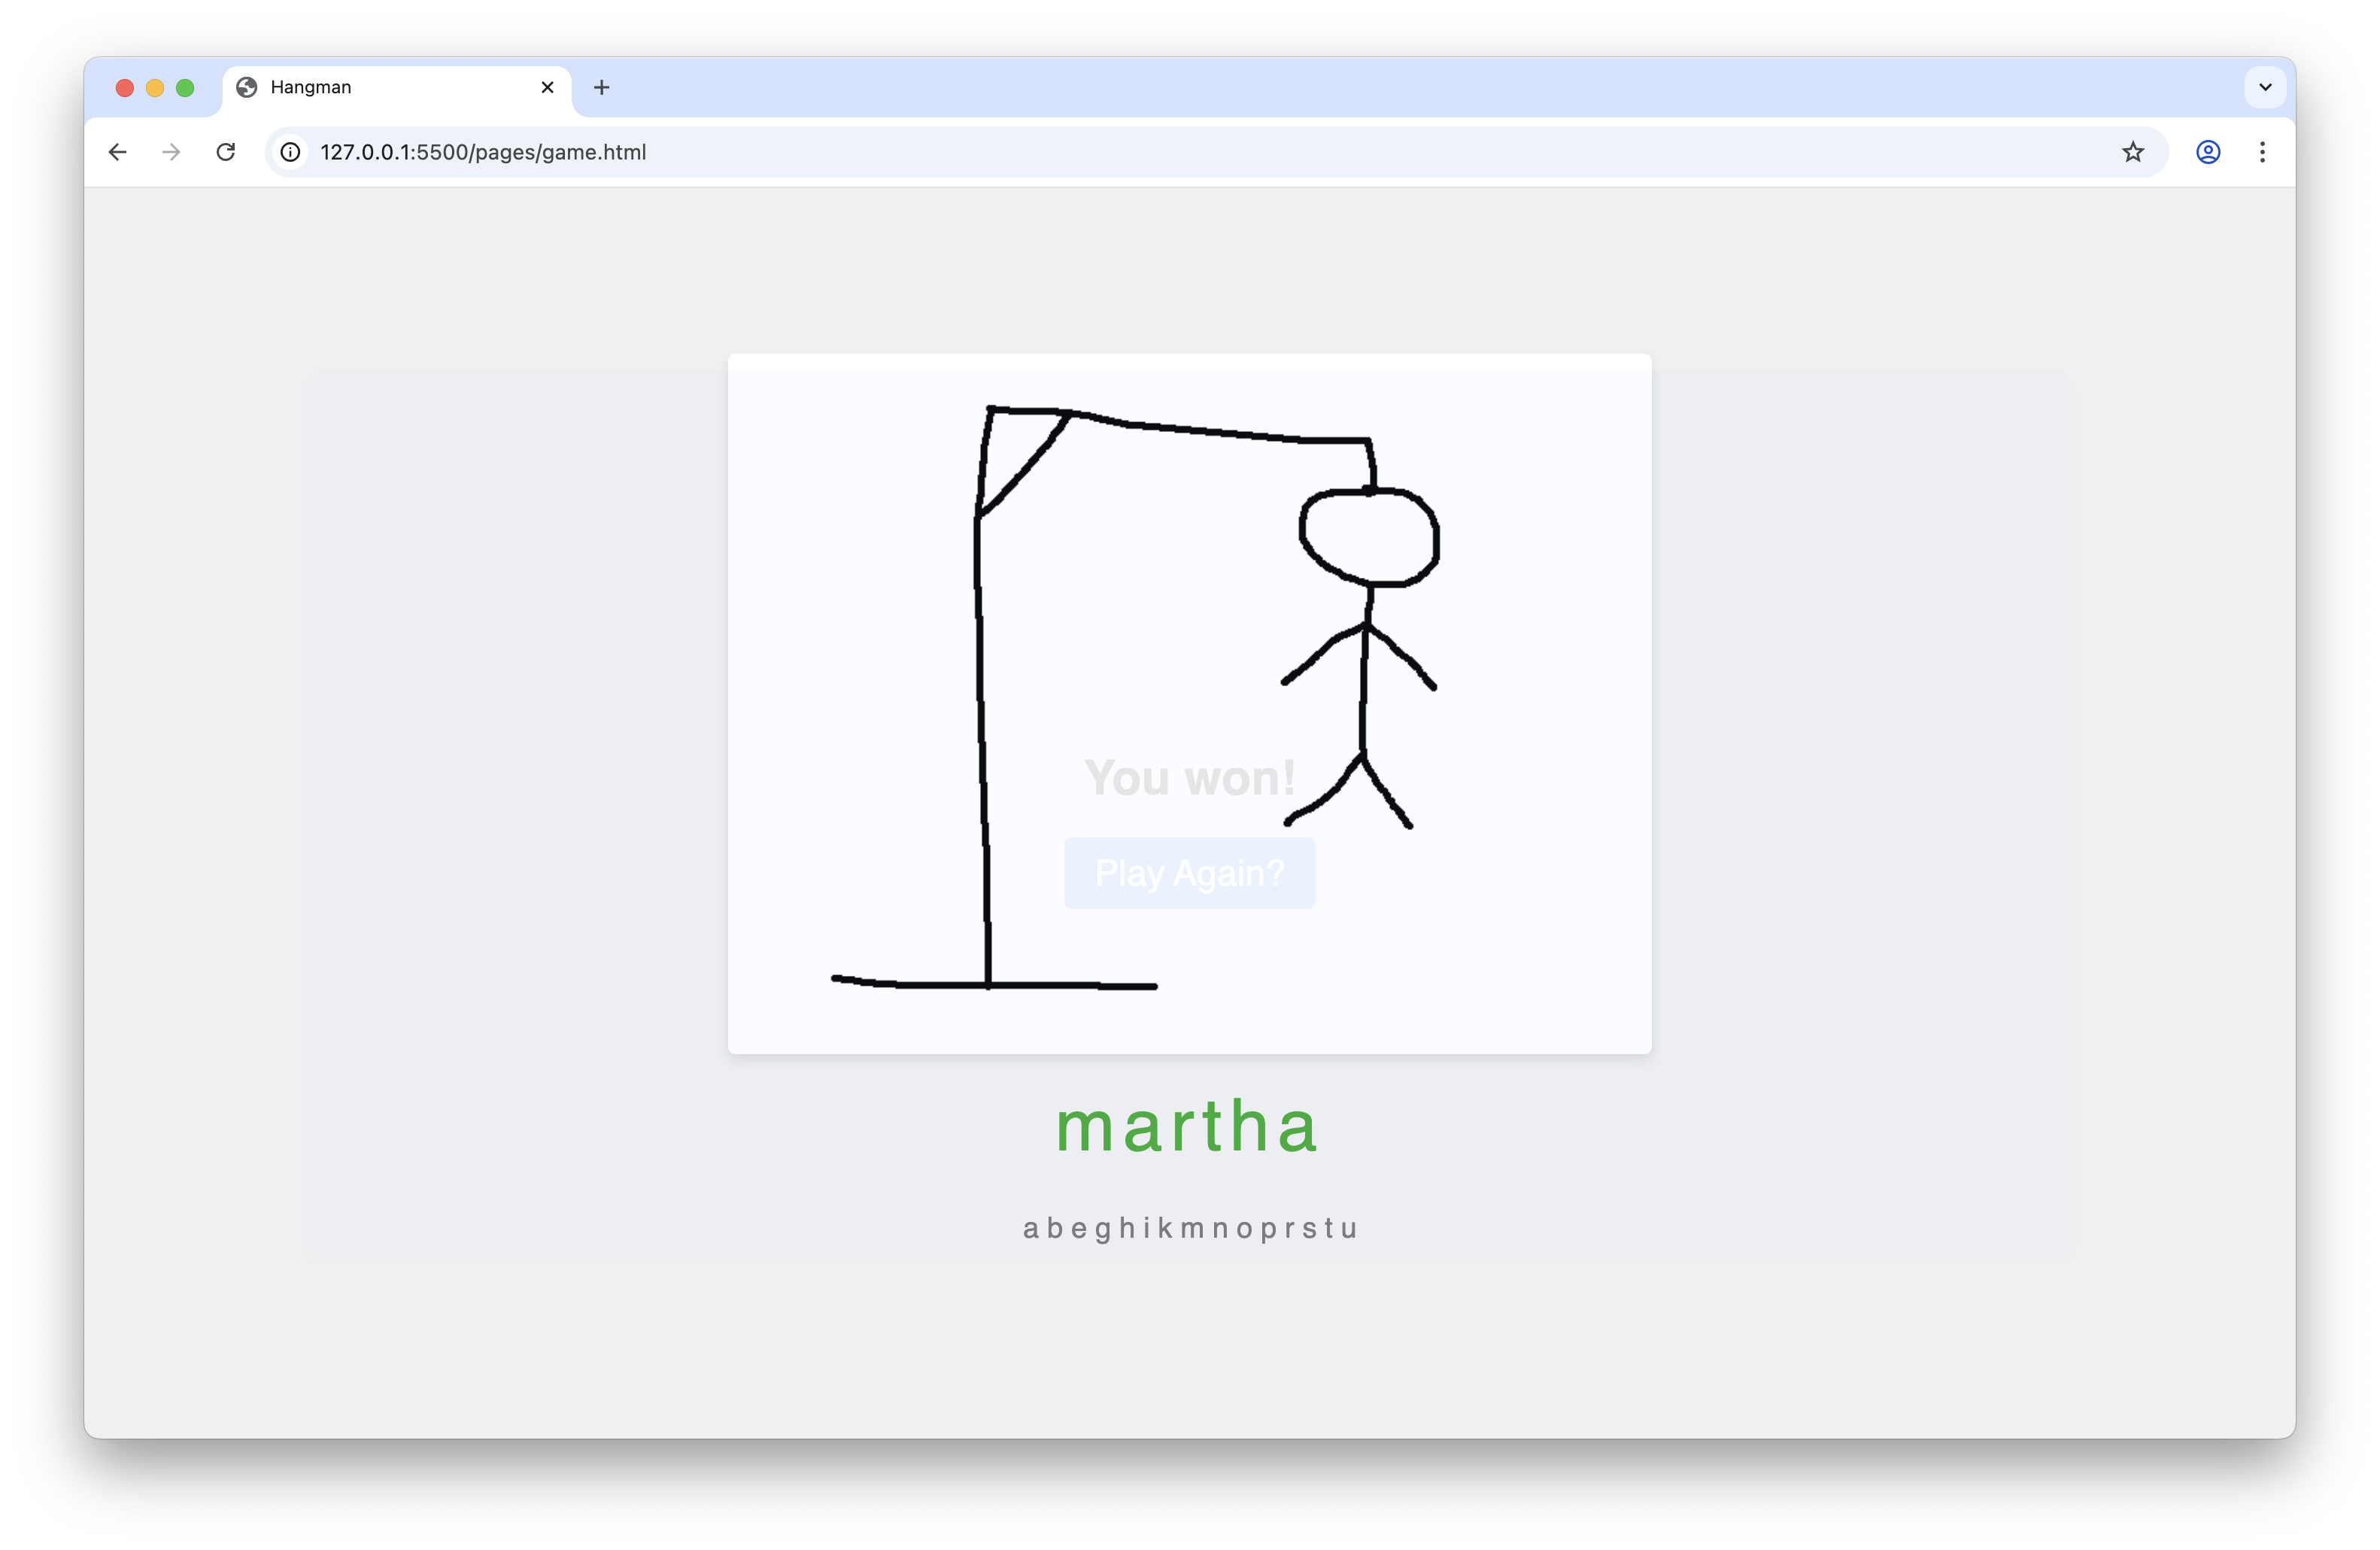 Hangman
127.0.0.1:5500/pages/game.html
You won!
Play Again?
martha
a b e g h i k m n o p r s t u